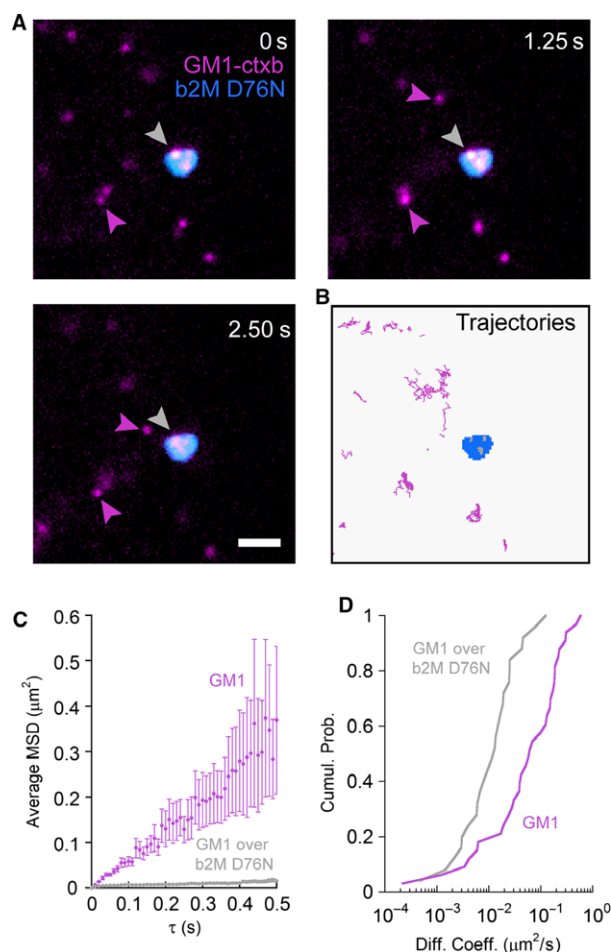 A
0 s
GM1-ctxb
b2M D76N
1.25 s
2.50 s
B
Trajectories
C
Average MSD (μm²)
0.6
0.5
0.4
0.3
0.2
0.1
0
GM1
GM1 over
b2M D76N
0 0.1 0.2 0.3 0.4 0.5
τ (s)
D
Cumul. Prob.
1
0.8
0.6
0.4
0.2
0
GM1 over
b2M D76N
GM1
10⁻⁴ 10⁻³ 10⁻² 10⁻¹ 10⁰
Diff. Coeff. (μm²/s)